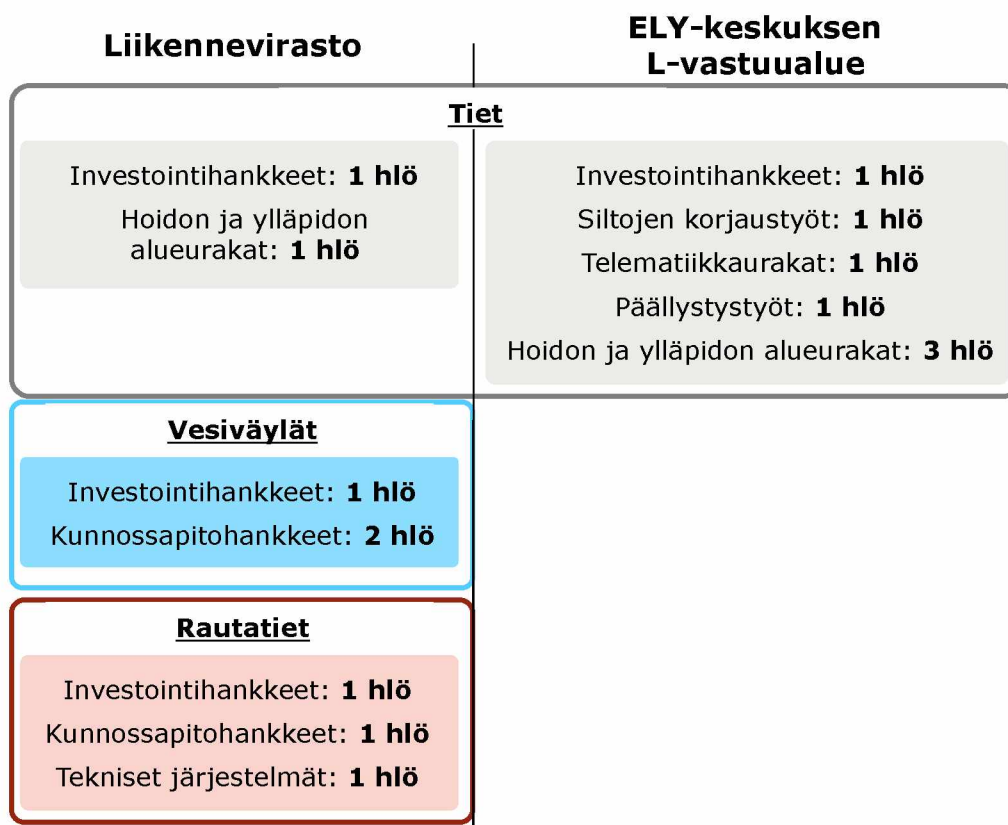 Liikennevirasto
ELY-keskuksen
L-vastuualue
Tiet
Investointihankkeet: 1 hlö
Hoidon ja ylläpidon
alueurakat: 1 hlö
Investointihankkeet: 1 hlö
Siltojen korjaustyöt: 1 hlö
Telematiikkaurakat: 1 hlö
Päällystystyöt: 1 hlö
Hoidon ja ylläpidon alueurakat: 3 hlö
Vesiväylät
Investointihankkeet: 1 hlö
Kunnossapitohankkeet: 2 hlö
Rautatiet
Investointihankkeet: 1 hlö
Kunnossapitohankkeet: 1 hlö
Tekniset järjestelmät: 1 hlö